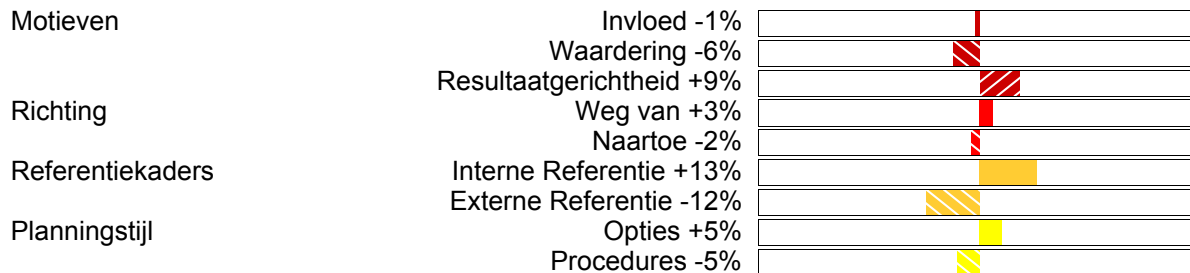 Motieven Invloed -1%
Waardering -6%
Resultaatgerichtheid +9%
Richting Weg van +3%
Naartoe -2%
Referentiekaders Interne Referentie +13%
Externe Referentie -12%
Planningstijl Opties +5%
Procedures -5%